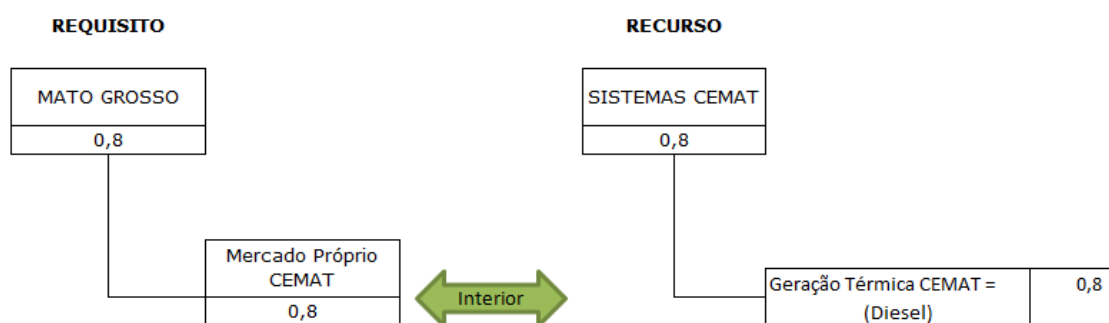 REQUISITO
RECURSO
MATO GROSSO
0,8
SISTEMAS CEMAT
0,8
Mercado Próprio
CEMAT
0,8
Interior
Geração Térmica CEMAT =
(Diesel)
0,8